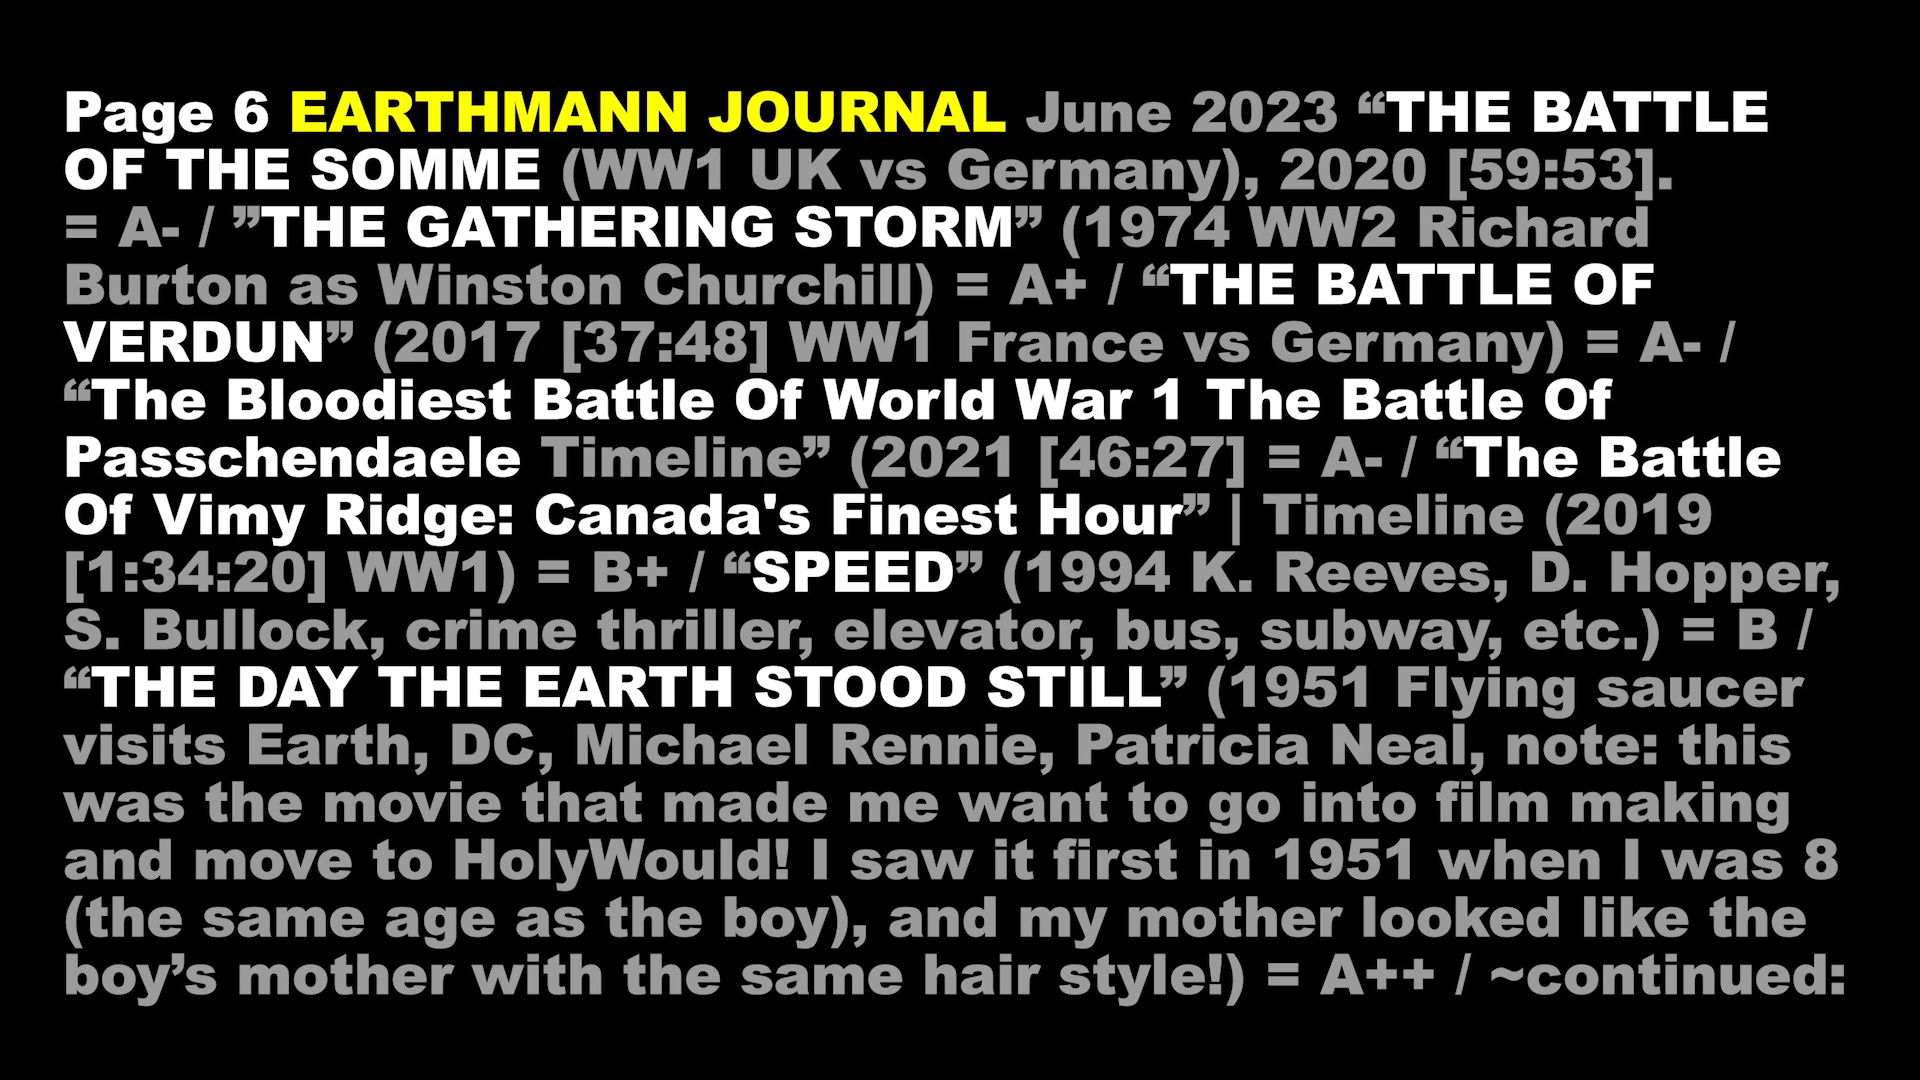 Page 6 EARTHMANN JOURNAL June 2023 “THE BATTLE
OF THE SOMME (WW1 UK vs Germany), 2020 [59:53].
= A- / ”THE GATHERING STORM” (1974 WW2 Richard
Burton as Winston Churchill) = A+ / “THE BATTLE OF
VERDUN” (2017 [37:48] WW1 France vs Germany) = A- /
“The Bloodiest Battle Of World War 1 The Battle Of
Passchendaele Timeline” (2021 [46:27] = A- / “The Battle
Of Vimy Ridge: Canada's Finest Hour” | Timeline (2019
[1:34:20] WW1) = B+ / “SPEED” (1994 K. Reeves, D. Hopper,
S. Bullock, crime thriller, elevator, bus, subway, etc.) = B /
“THE DAY THE EARTH STOOD STILL” (1951 Flying saucer
visits Earth, DC, Michael Rennie, Patricia Neal, note: this
was the movie that made me want to go into film making
and move to HolyWould! I saw it first in 1951 when I was 8
(the same age as the boy), and my mother looked like the
boy’s mother with the same hair style!) = A++ / ~continued: